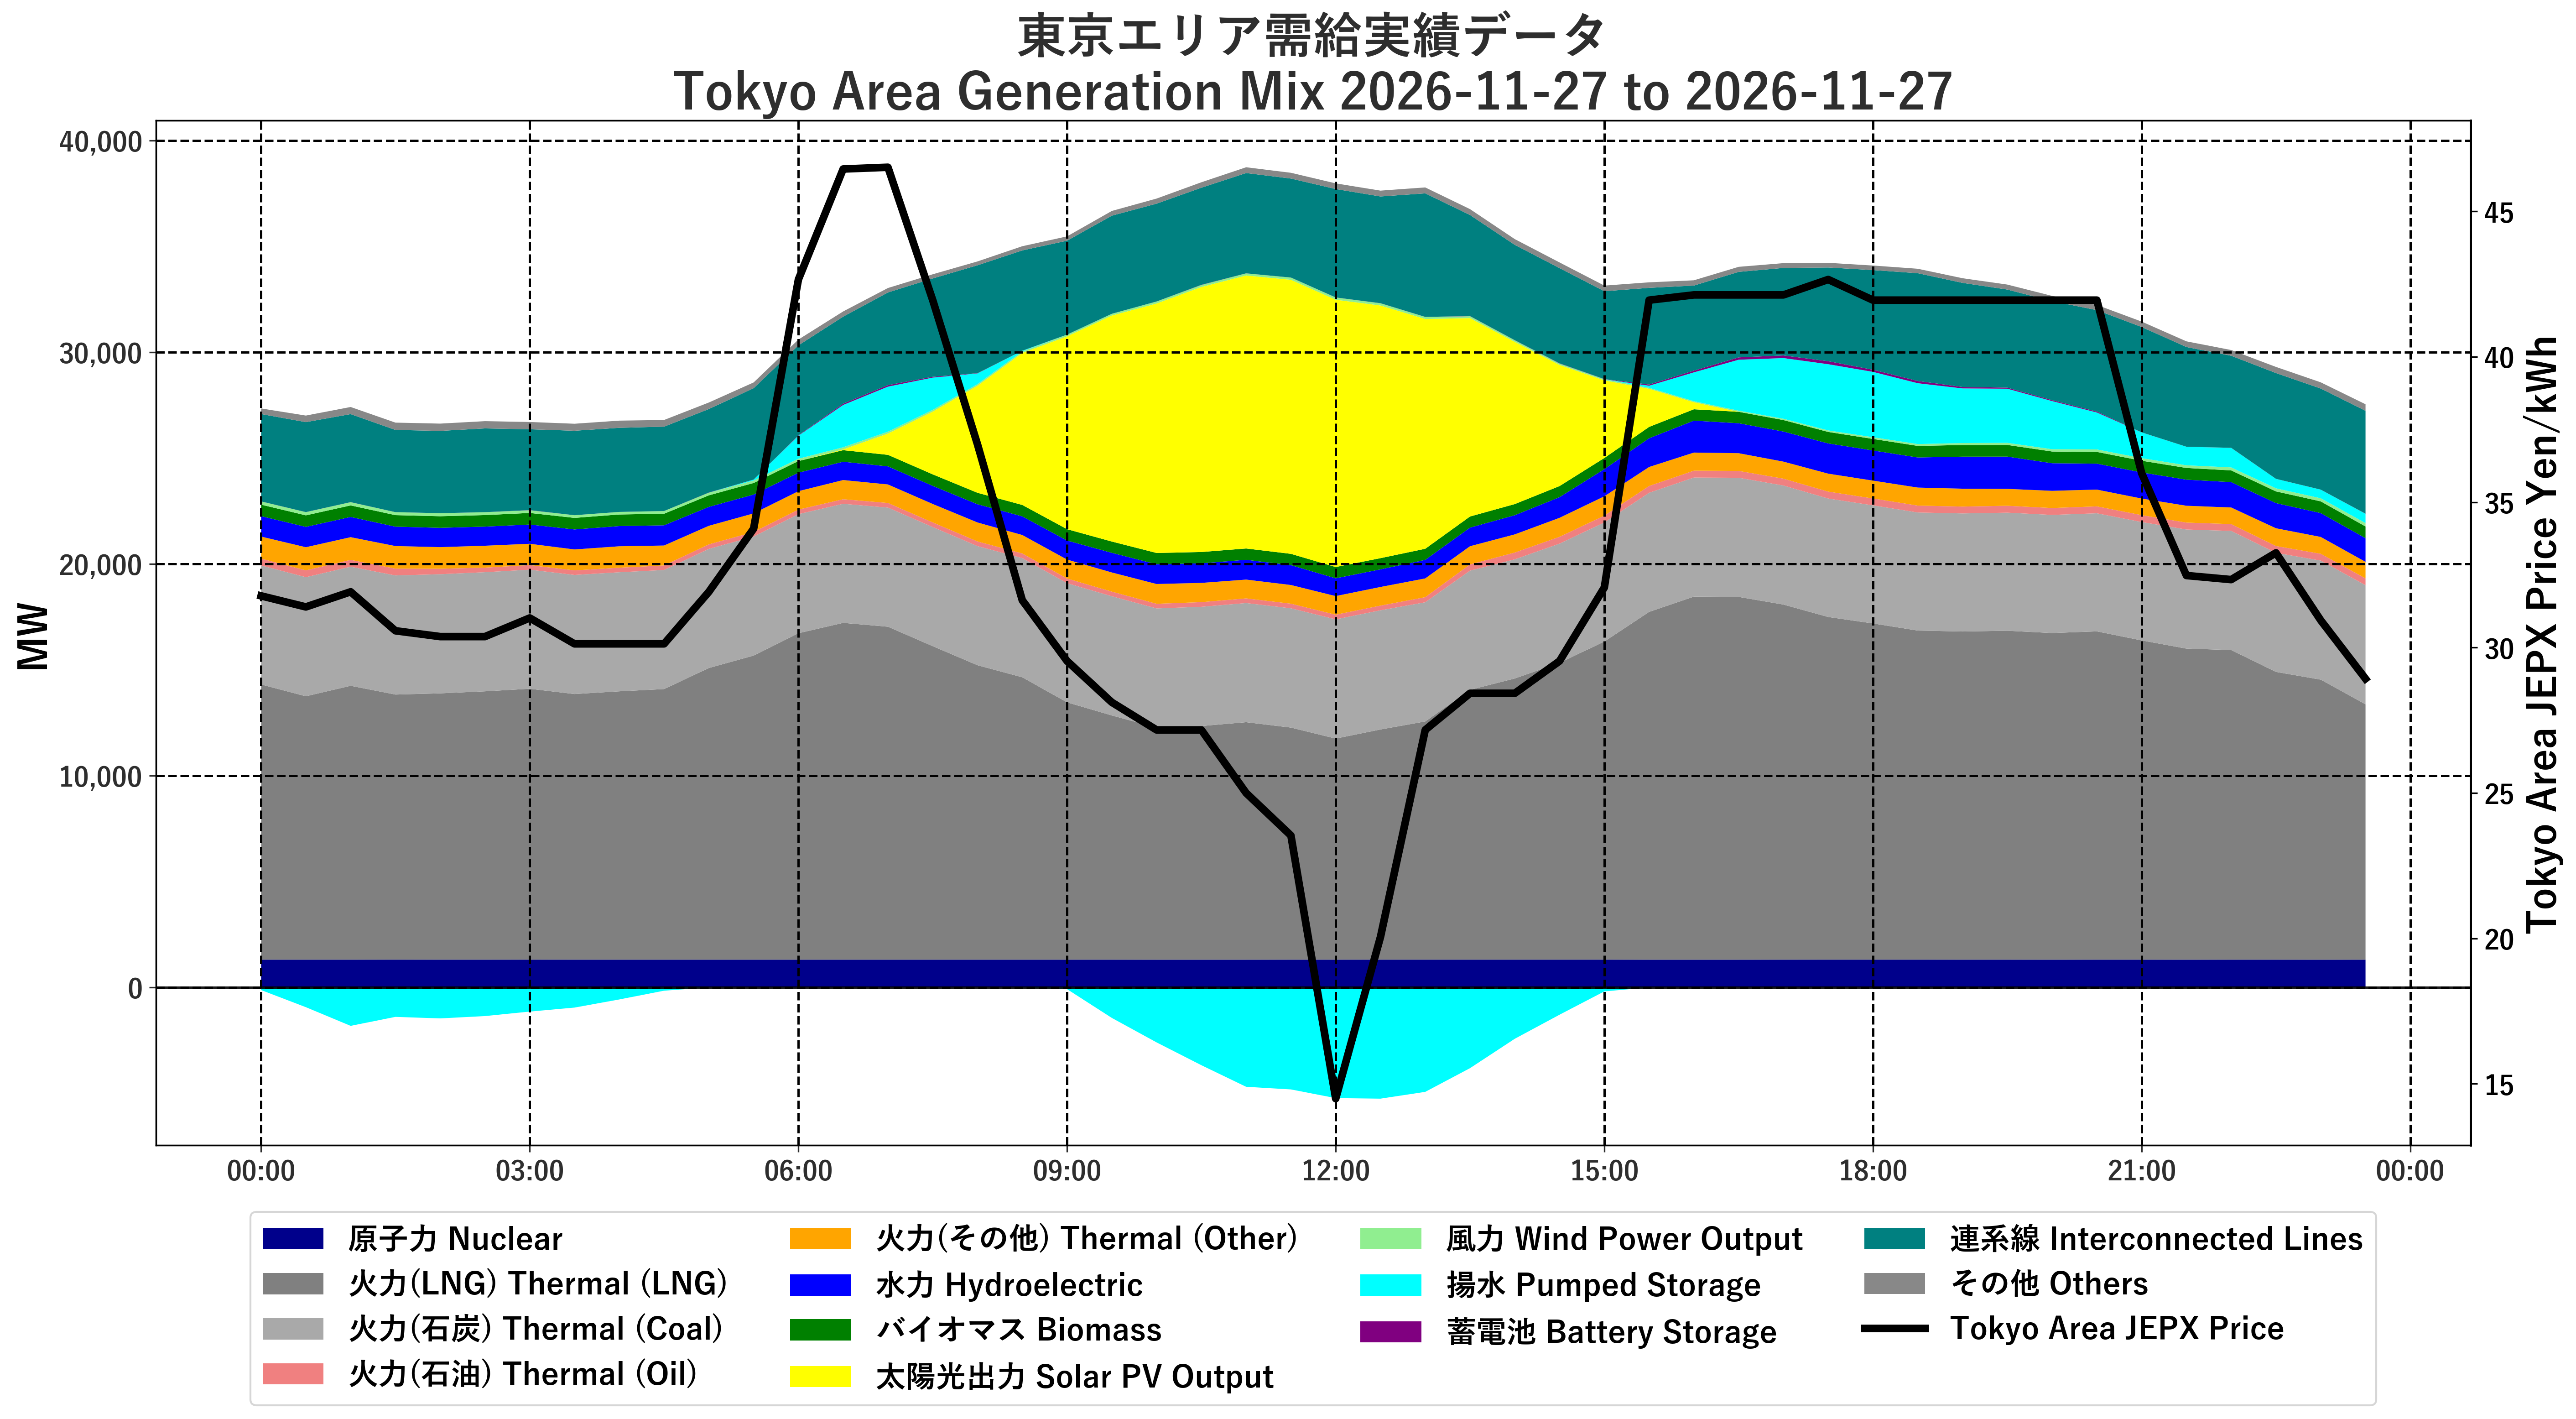 東京エリア需給実績データ
Tokyo Area Generation Mix 2026-11-27 to 2026-11-27
40,000
30,000
20,000
10,000
0
MW
45
40
35
30
25
20
15
Tokyo Area JEPX Price Yen/kWh
00:00 03:00 06:00 09:00 12:00 15:00 18:00 21:00 00:00
原子力 Nuclear
火力(LNG) Thermal (LNG)
火力(石炭) Thermal (Coal)
火力(石油) Thermal (Oil)
火力(その他) Thermal (Other)
水力 Hydroelectric
バイオマス Biomass
太陽光出力 Solar PV Output
風力 Wind Power Output
揚水 Pumped Storage
蓄電池 Battery Storage
連系線 Interconnected Lines
その他 Others
Tokyo Area JEPX Price